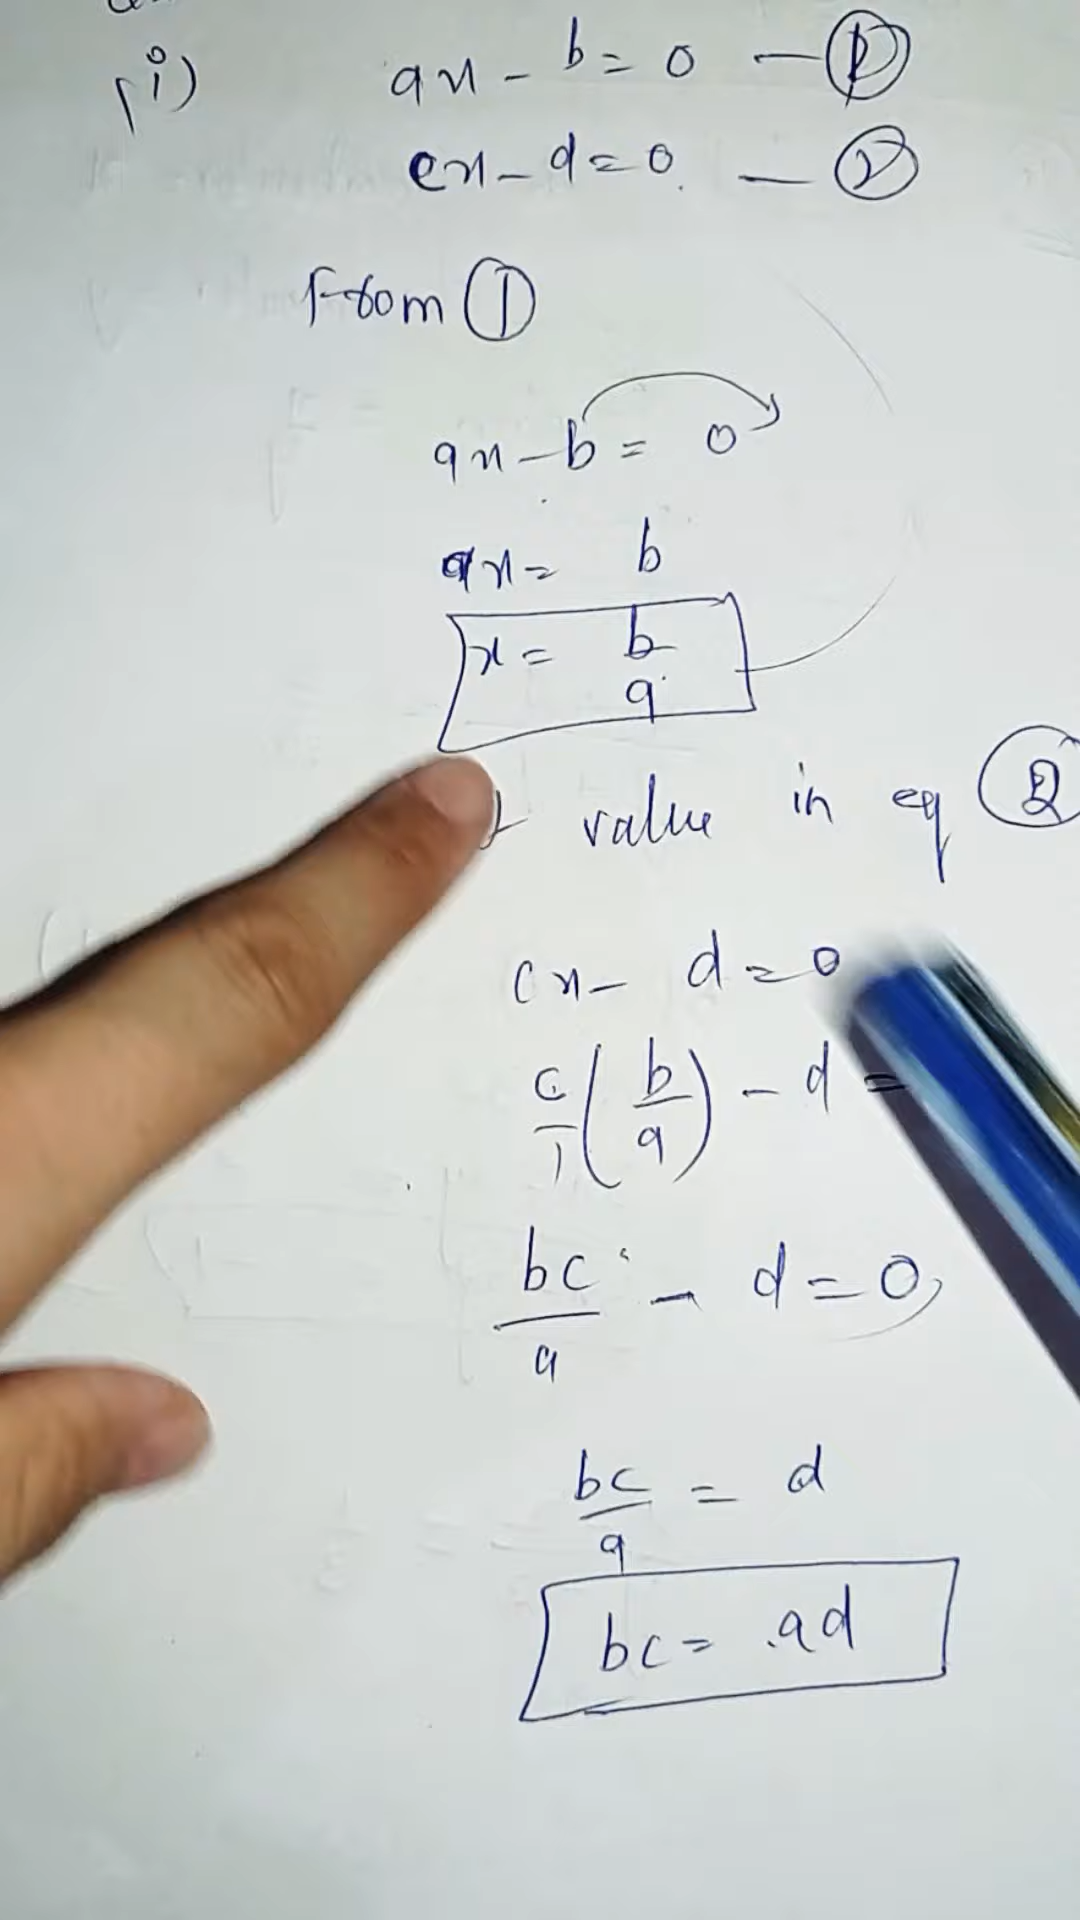 (i) ax - b = 0 — ①
cx - d = 0. — ②
From ①
ax - b = 0
ax = b
x = b/a
value in eq ②
cx - d = 0
c/1 (b/a) - d =
bc/a - d = 0,
bc/a = d
bc = ad